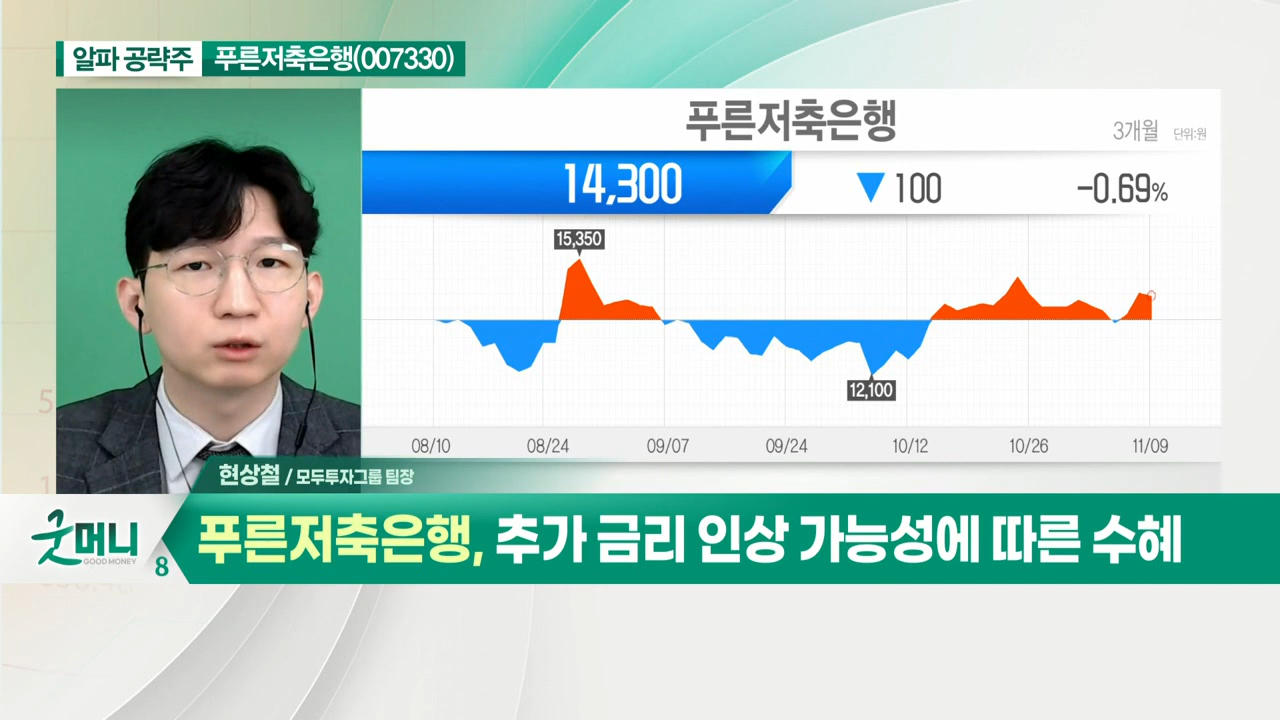 알파 공략주 푸른저축은행(007330)
푸른저축은행
3개월 단위:원
14,300 ▼ 100 -0.69%
15,350
12,100
08/10 08/24 09/07 09/24 10/12 10/26 11/09
현상철 / 모두투자그룹 팀장
굿머니
GOOD MONEY
8
푸른저축은행, 추가 금리 인상 가능성에 따른 수혜